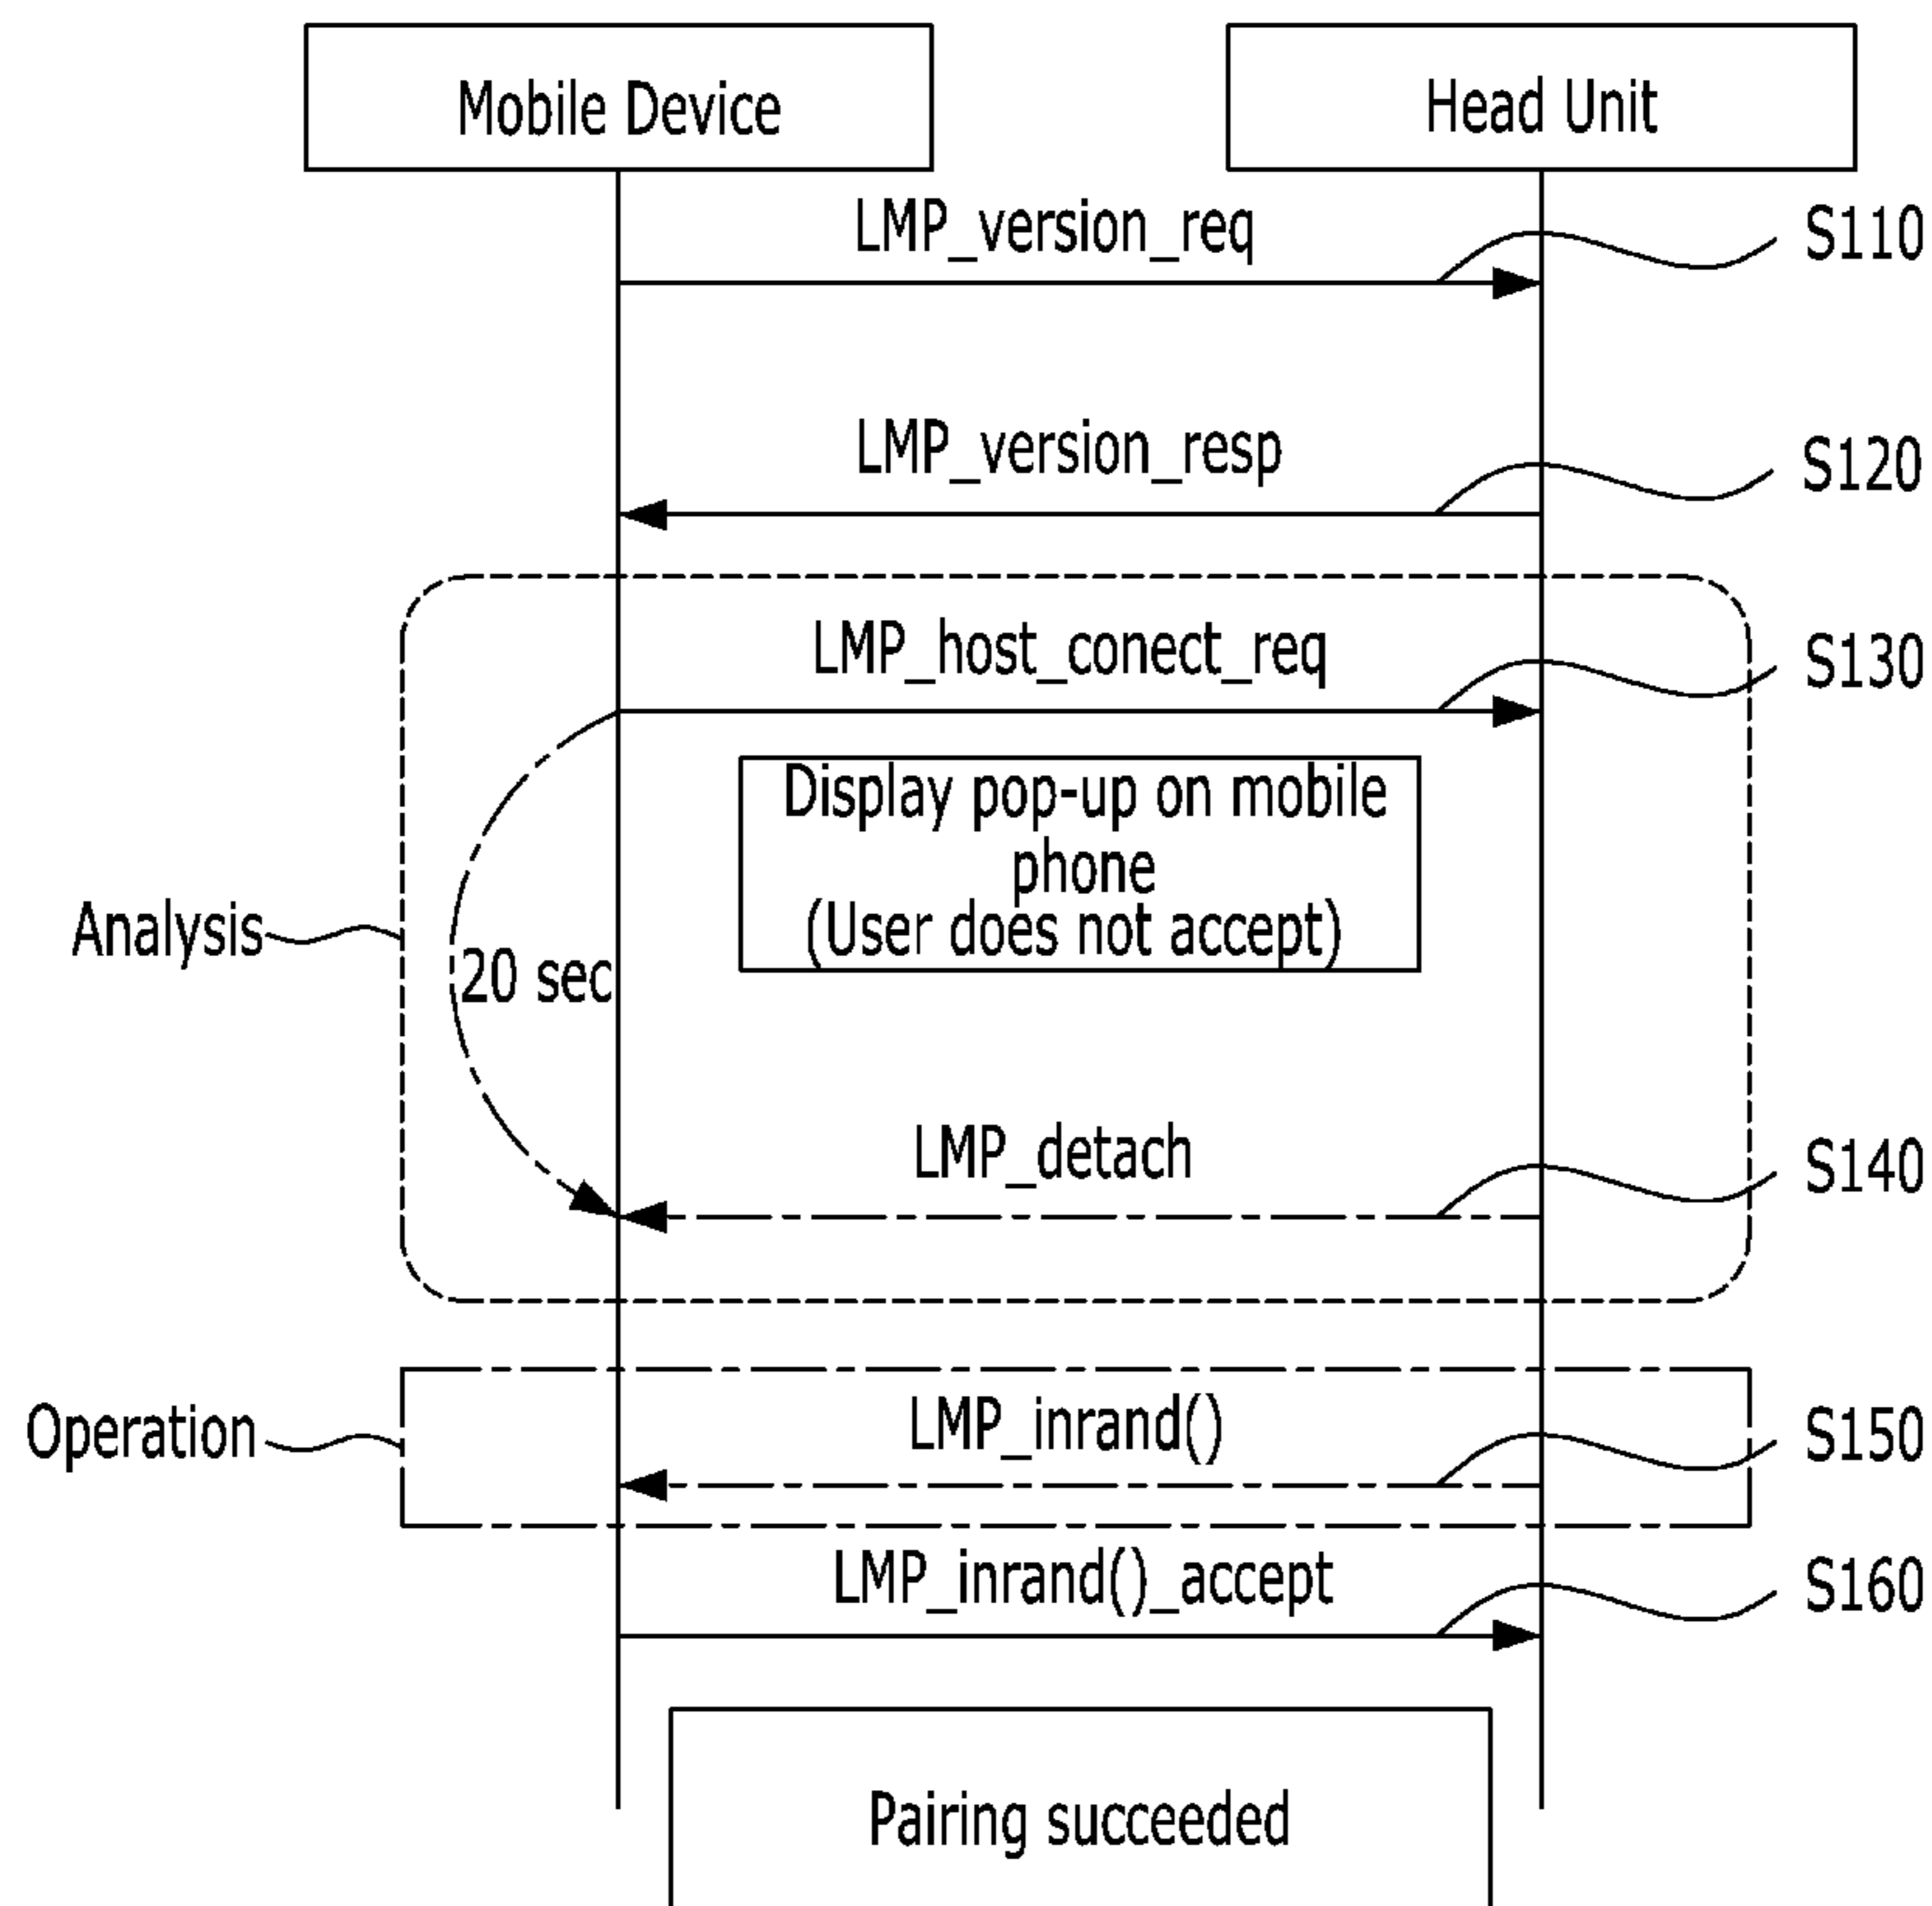 Mobile Device
Head Unit
LMP_version_req
S110
LMP_version_resp
S120
LMP_host_conect_req
S130
Display pop-up on mobile
phone
(User does not accept)
Analysis
20 sec
LMP_detach
S140
Operation
LMP_inrand()
S150
LMP_inrand()_accept
S160
Pairing succeeded